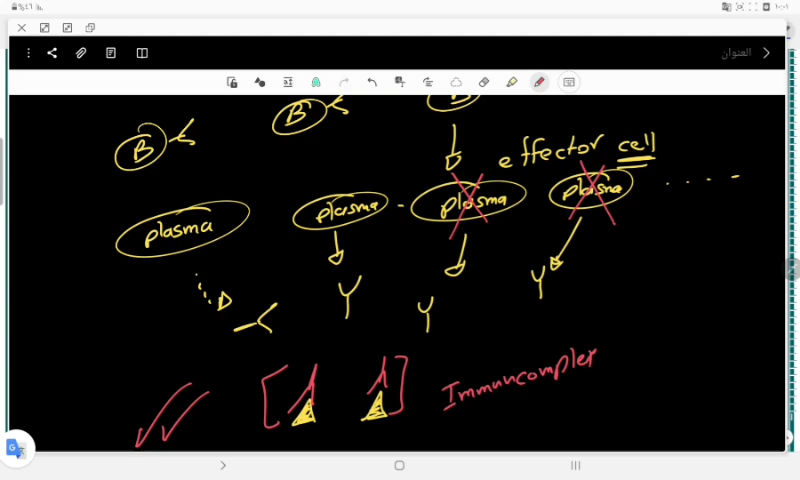 العنوان
B
B
B
effector cell
plasma
plasma
plasma
plasma
Y
Y
Y
Immuncomplex